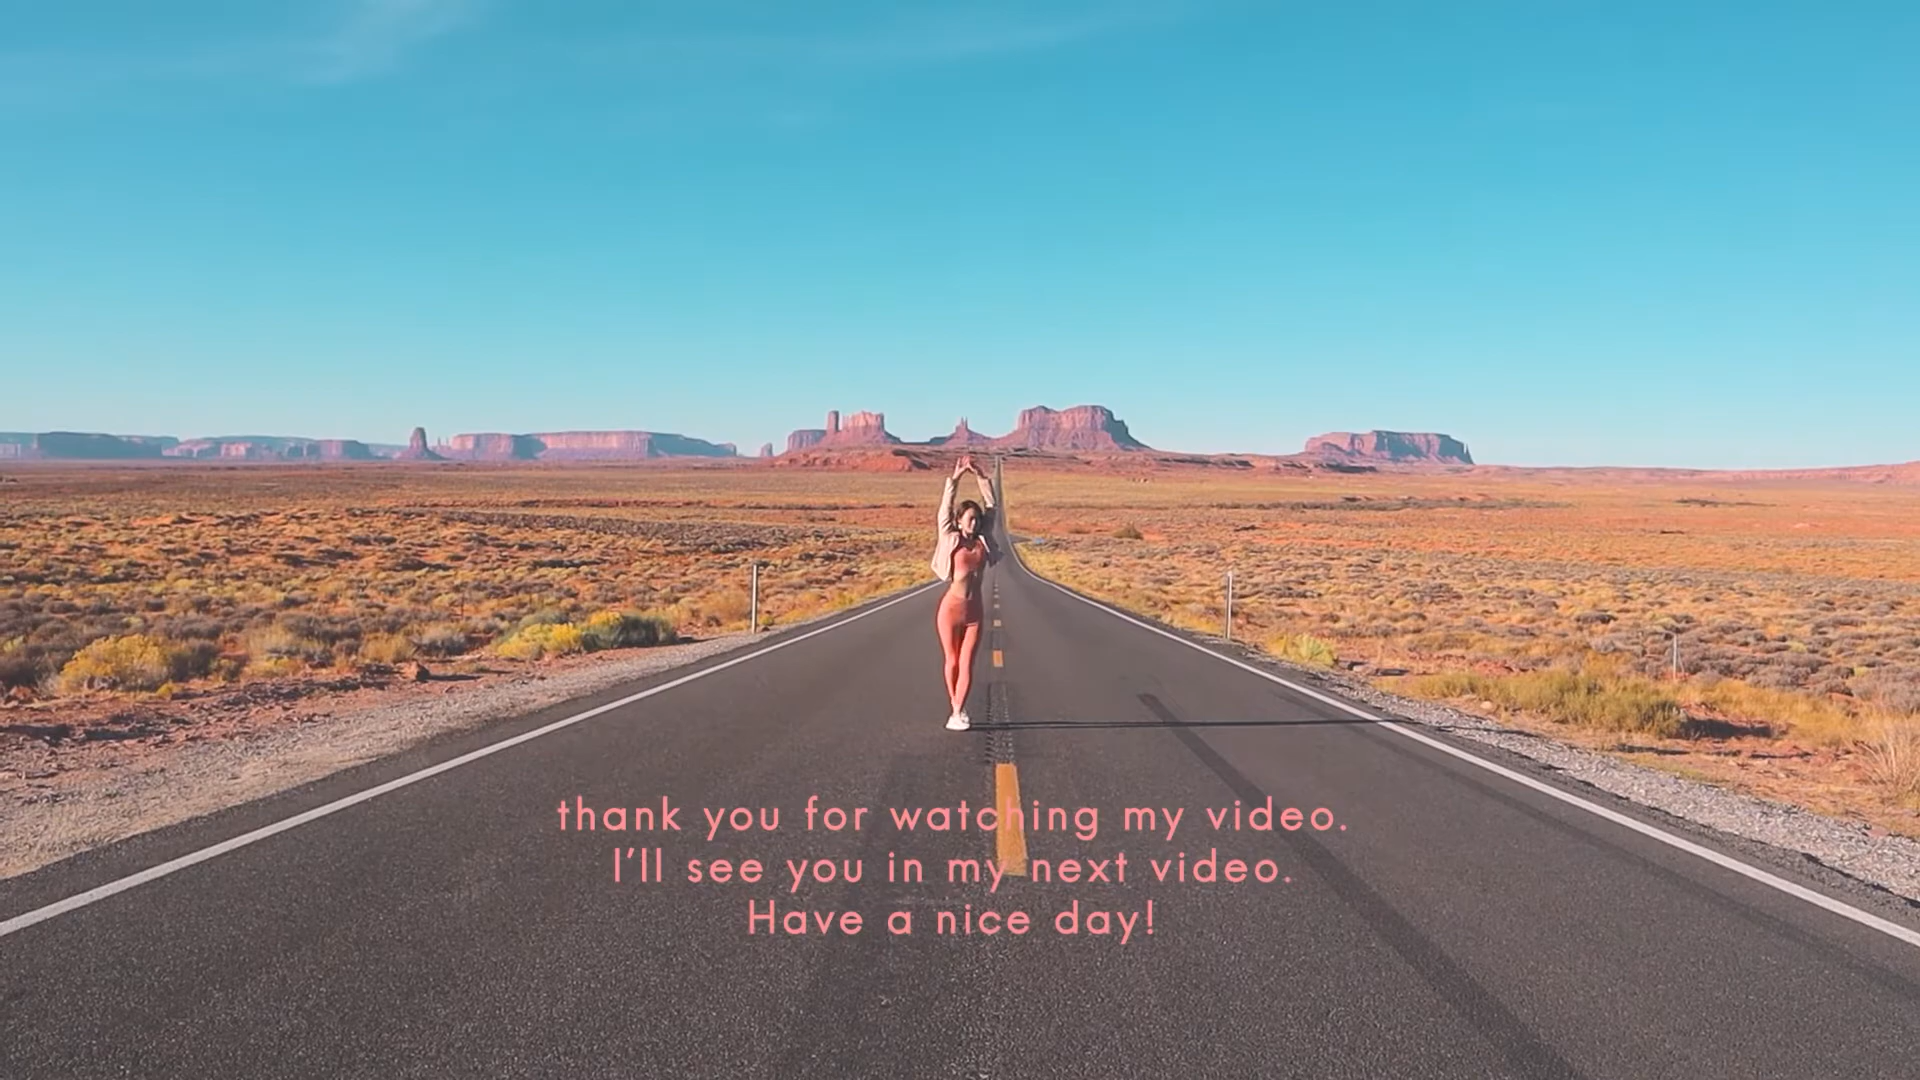 thank you for watching my video.
I'll see you in my next video.
Have a nice day!